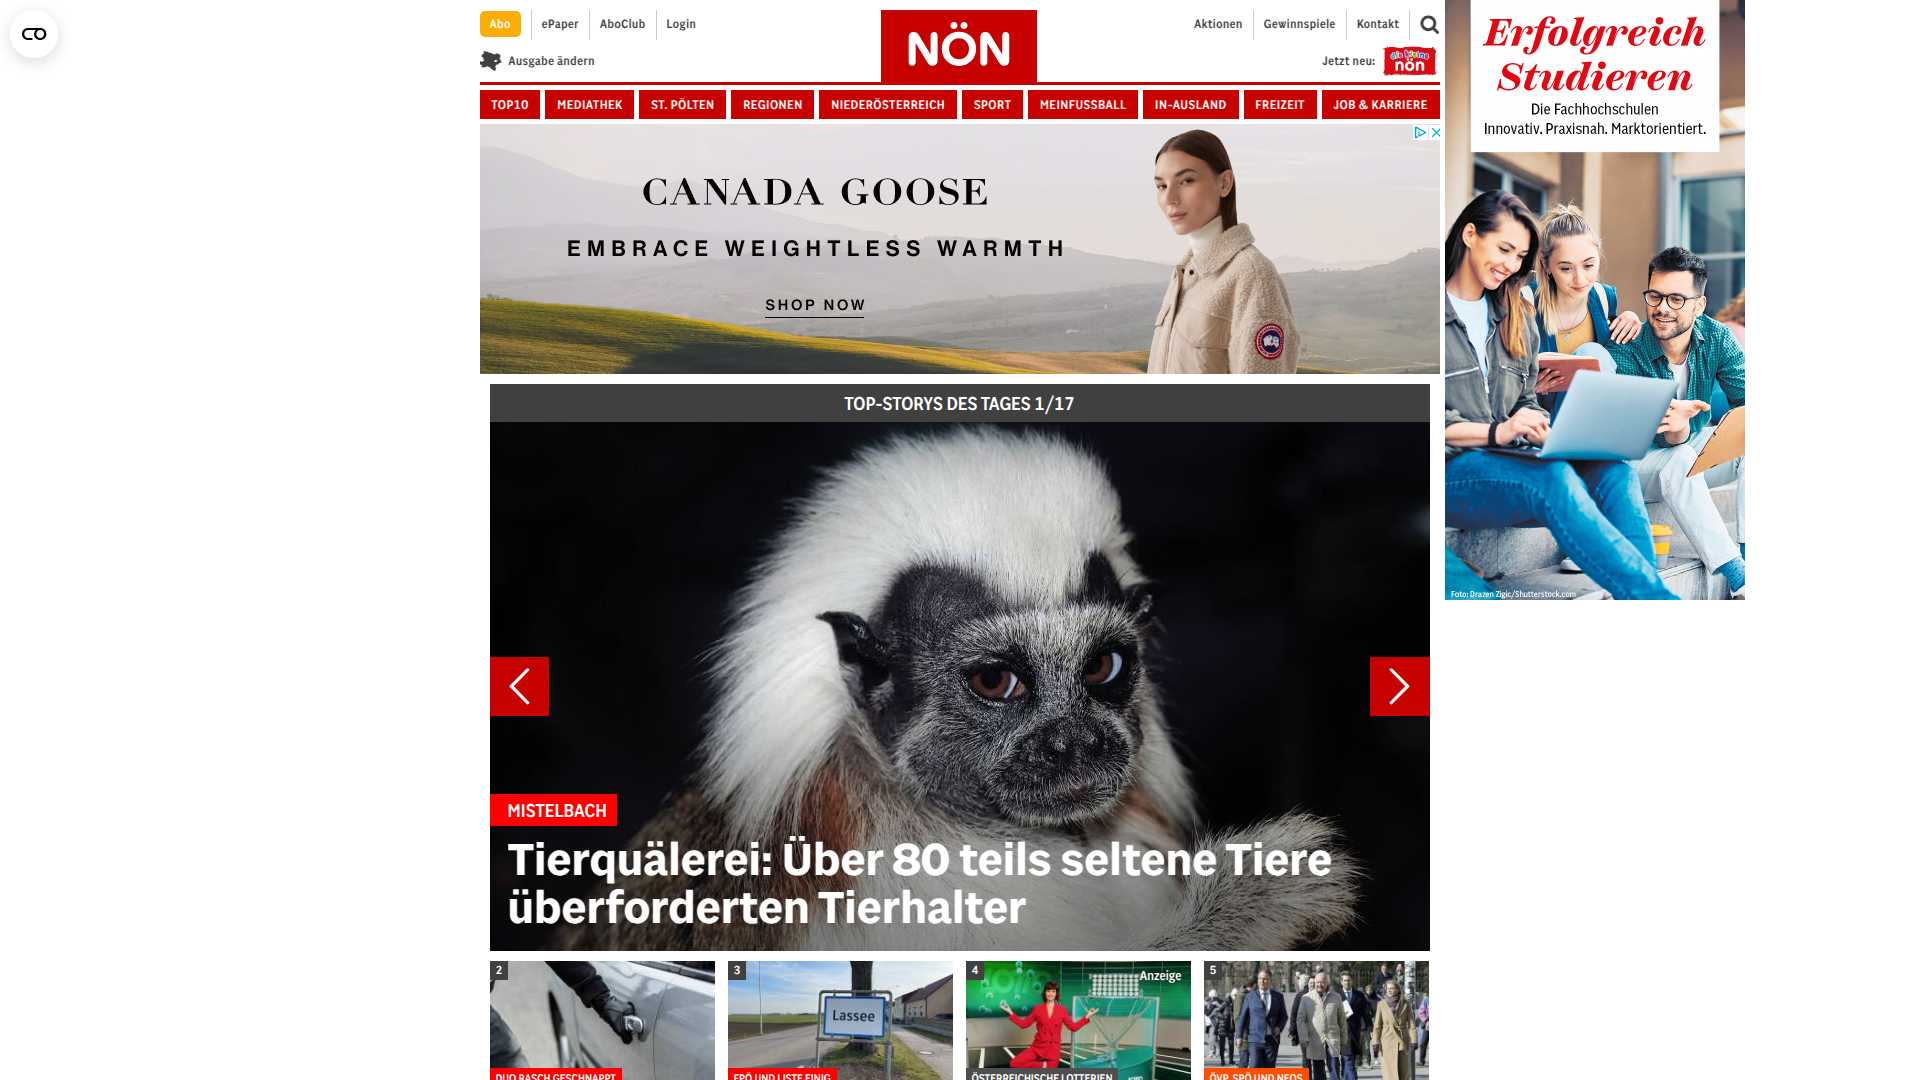 Abo
ePaper
AboClub
Login
NÖN
Aktionen
Gewinnspiele
Kontakt
Ausgabe ändern
Jetzt neu:
die kleine
nön
TOP10
MEDIATHEK
ST. PÖLTEN
REGIONEN
NIEDERÖSTERREICH
SPORT
MEINFUSSBALL
IN-AUSLAND
FREIZEIT
JOB & KARRIERE
CANADA GOOSE
EMBRACE WEIGHTLESS WARMTH
SHOP NOW
Erfolgreich
Studieren
Die Fachhochschulen
Innovativ. Praxisnah. Marktorientiert.
Foto: Drazen Zigic/Shutterstock.com
TOP-STORYS DES TAGES 1/17
MISTELBACH
Tierquälerei: Über 80 teils seltene Tiere
überforderten Tierhalter
2
DUO RASCH GESCHNAPPT
3
Lassee
FPÖ UND LISTE EINIG
4
Anzeige
ÖSTERREICHISCHE LOTTERIEN
5
ÖVP, SPÖ UND NEOS